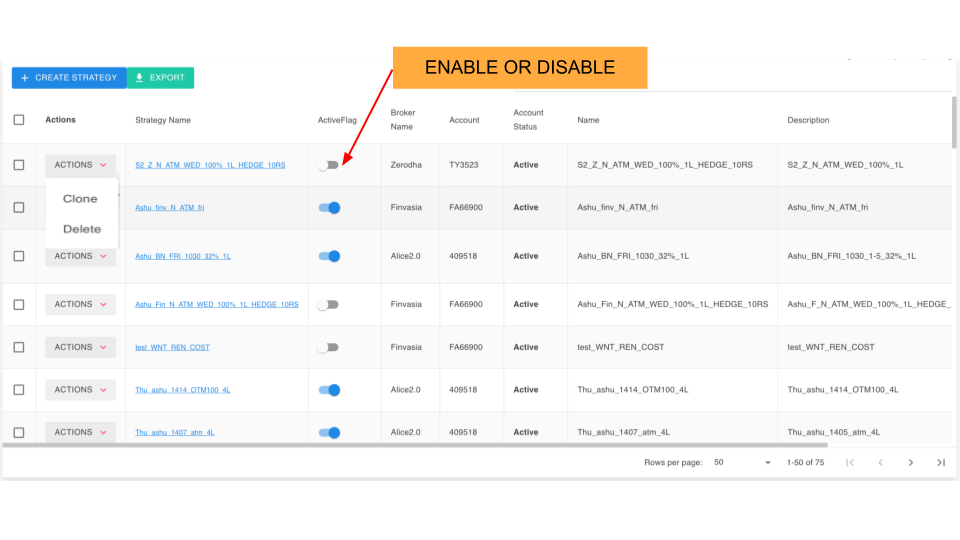 ENABLE OR DISABLE
+ CREATE STRATEGY EXPORT
Actions Strategy Name ActiveFlag Broker Name Account Account Status Name Description
ACTIONS S2_Z_N_ATM_WED_100%_1L_HEDGE_10RS Zerodha TY3523 Active S2_Z_N_ATM_WED_100%_1L_HEDGE_10RS S2_Z_N_ATM_WED_100%_1L
Clone
Ashu_finv_N_ATM_fri Finvasia FA66900 Active Ashu_finv_N_ATM_fri Ashu_finv_N_ATM_fri
Delete
ACTIONS Ashu_BN_FRI_1030_32%_1L Alice2.0 409518 Active Ashu_BN_FRI_1030_32%_1L Ashu_BN_FRI_1030_1-5_32%_1L
ACTIONS Ashu_Fin_N_ATM_WED_100%_1L_HEDGE_10RS Finvasia FA66900 Active Ashu_Fin_N_ATM_WED_100%_1L_HEDGE_10RS Ashu_F_N_ATM_WED_100%_1L_HEDGE_
ACTIONS test_WNT_REN_COST Finvasia FA66900 Active test_WNT_REN_COST test_WNT_REN_COST
ACTIONS Thu_ashu_1414_OTM100_4L Alice2.0 409518 Active Thu_ashu_1414_OTM100_4L Thu_ashu_1414_OTM100_4L
ACTIONS Thu_ashu_1407_atm_4L Alice2.0 409518 Active Thu_ashu_1407_atm_4L Thu_ashu_1405_atm_4L
Rows per page: 50 1-50 of 75